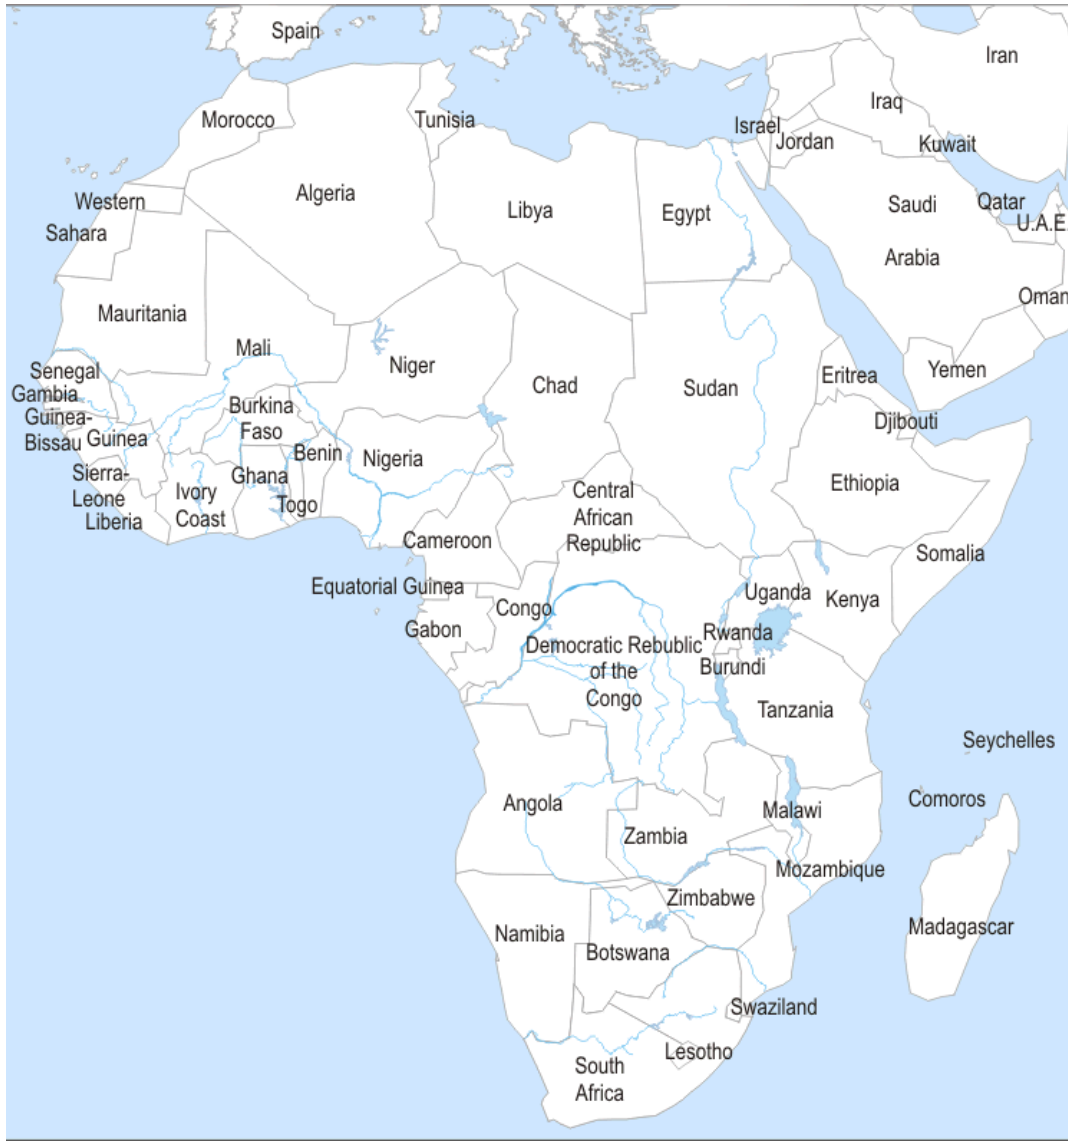 Spain
Iran
Iraq
Morocco
Tunisia
Israel
Jordan
Kuwait
Algeria
Western
Sahara
Libya
Egypt
Saudi
Arabia
Qatar
U.A.E.
Oman
Mauritania
Mali
Niger
Chad
Sudan
Eritrea
Yemen
Senegal
Gambia
Guinea-
Bissau
Guinea
Burkina
Faso
Benin
Nigeria
Djibouti
Sierra-
Leone
Liberia
Ivory
Coast
Ghana
Togo
Central
African
Republic
Ethiopia
Cameroon
Somalia
Equatorial Guinea
Gabon
Congo
Uganda
Kenya
Rwanda
Burundi
Democratic Rebublic
of the
Congo
Tanzania
Seychelles
Comoros
Angola
Zambia
Malawi
Mozambique
Zimbabwe
Madagascar
Namibia
Botswana
Swaziland
Lesotho
South
Africa